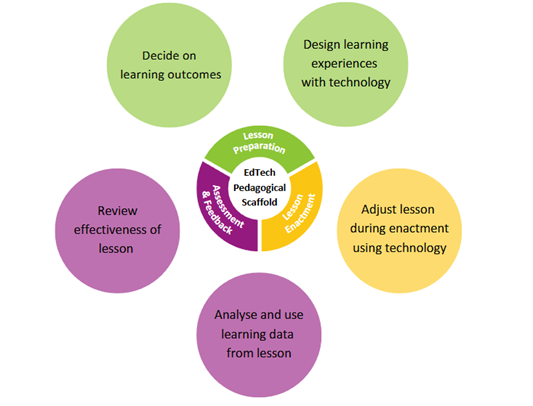 Decide on
learning outcomes
Design learning
experiences
with technology
Lesson
Preparation
EdTech
Pedagogical
Scaffold
Assessment
& Feedback
Lesson
Enactment
Review
effectiveness of
lesson
Adjust lesson
during enactment
using technology
Analyse and use
learning data
from lesson